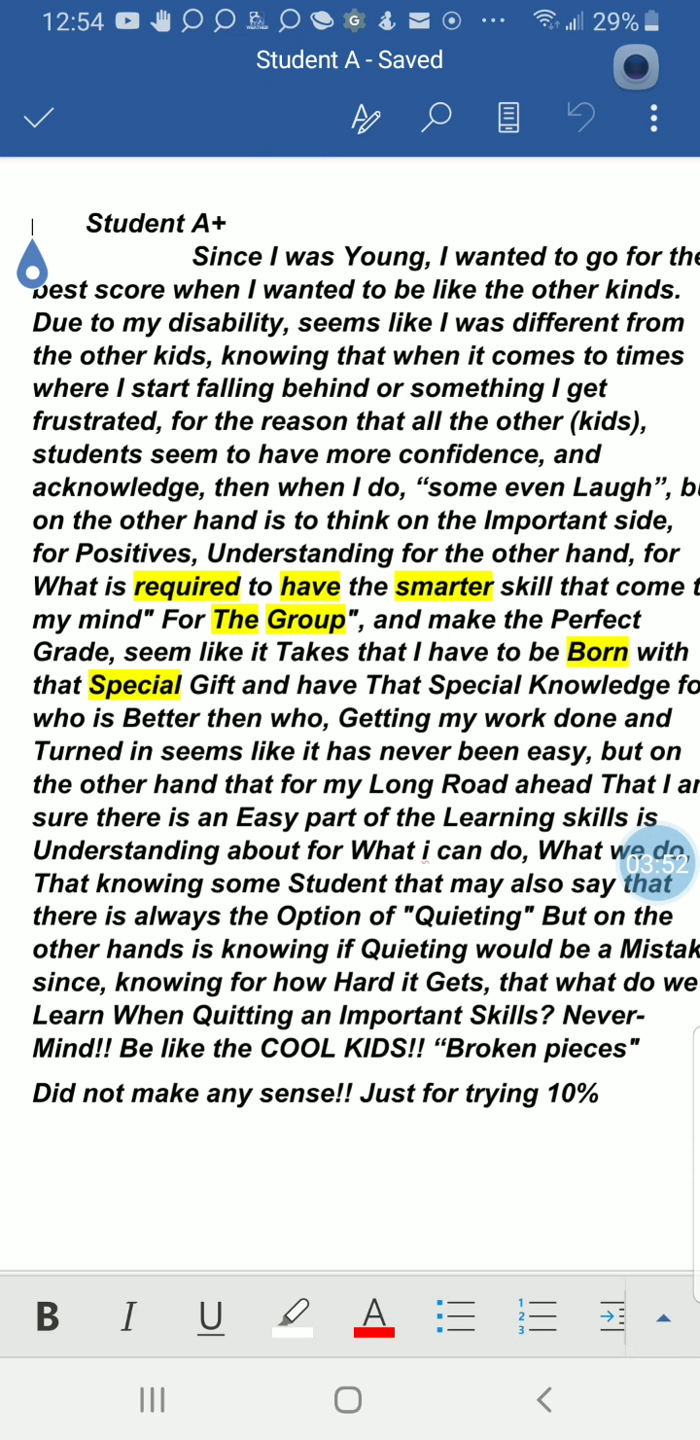 12:54
29%
Student A - Saved
Student A+
Since I was Young, I wanted to go for the
best score when I wanted to be like the other kinds.
Due to my disability, seems like I was different from
the other kids, knowing that when it comes to times
where I start falling behind or something I get
frustrated, for the reason that all the other (kids),
students seem to have more confidence, and
acknowledge, then when I do, “some even Laugh”, bu
on the other hand is to think on the Important side,
for Positives, Understanding for the other hand, for
What is required to have the smarter skill that come t
my mind" For The Group", and make the Perfect
Grade, seem like it Takes that I have to be Born with
that Special Gift and have That Special Knowledge fo
who is Better then who, Getting my work done and
Turned in seems like it has never been easy, but on
the other hand that for my Long Road ahead That I am
sure there is an Easy part of the Learning skills is
Understanding about for What i can do, What we do,
03:52
That knowing some Student that may also say that
there is always the Option of "Quieting" But on the
other hands is knowing if Quieting would be a Mistak
since, knowing for how Hard it Gets, that what do we
Learn When Quitting an Important Skills? Never-
Mind!! Be like the COOL KIDS!! “Broken pieces"
Did not make any sense!! Just for trying 10%
B I U A
1
2
3